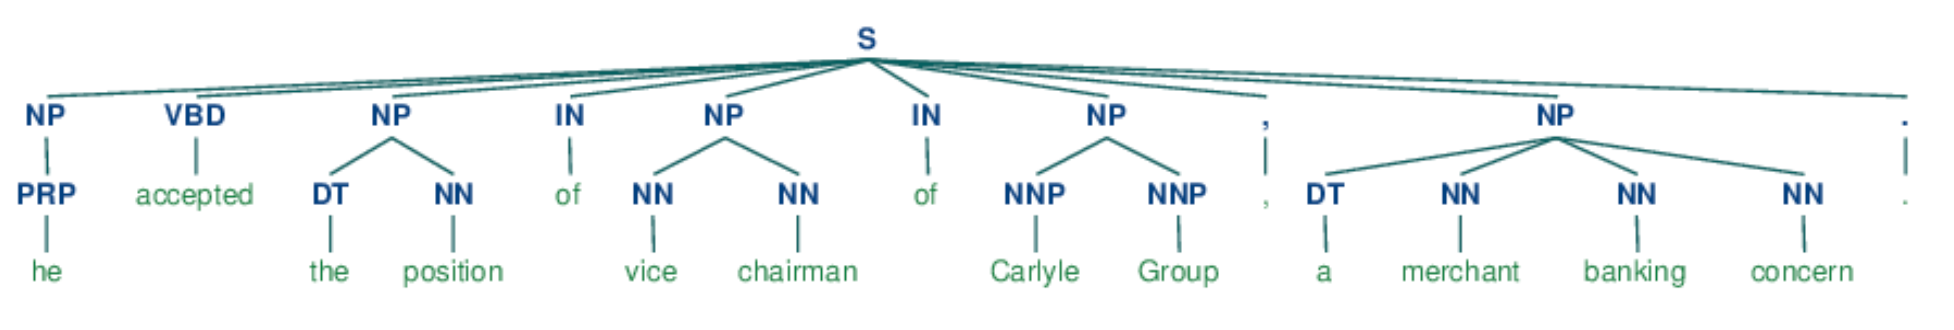 S
NP VBD NP IN NP IN NP , NP .
PRP accepted DT NN of NN NN of NNP NNP , DT NN NN NN .
he the position vice chairman Carlyle Group a merchant banking concern